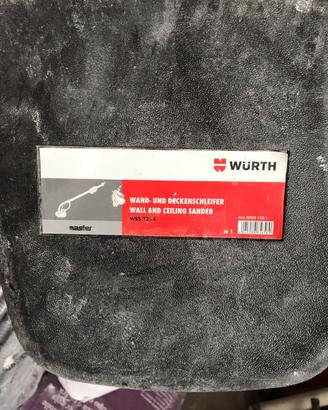 WÜRTH
WAND- UND DECKENSCHLEIFER
WALL AND CEILING SANDER
master